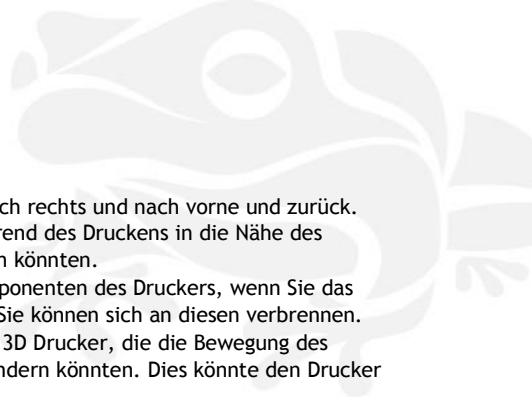 ch rechts und nach vorne und zurück.
rend des Druckens in die Nähe des
n könnten.
ponenten des Druckers, wenn Sie das
Sie können sich an diesen verbrennen.
3D Drucker, die die Bewegung des
ndern könnten. Dies könnte den Drucker